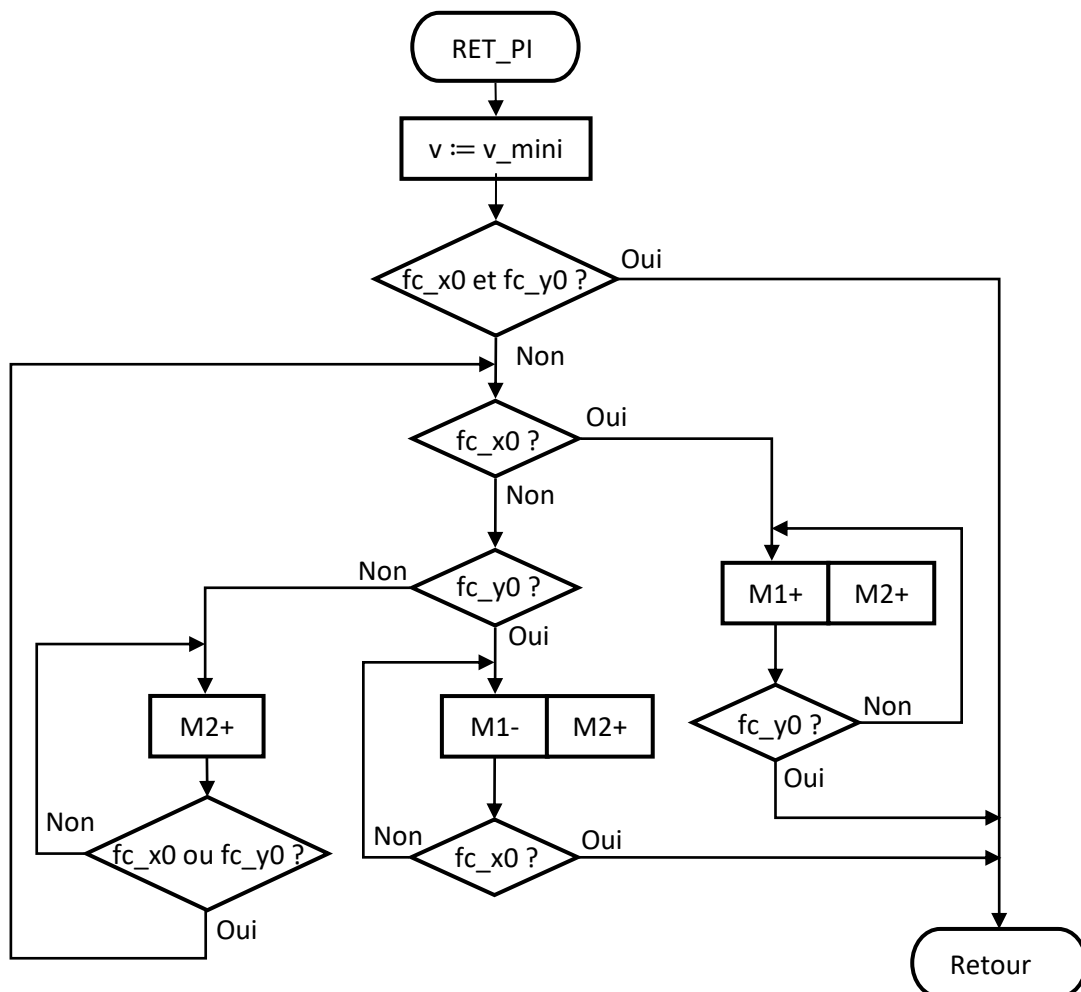 RET_PI
v := v_mini
fc_x0 et fc_y0 ?
Oui
Non
fc_x0 ?
Oui
Non
fc_y0 ?
Non
Oui
M1+ M2+
fc_y0 ?
Non
Oui
M2+
fc_x0 ou fc_y0 ?
Non
Oui
M1- M2+
fc_x0 ?
Non
Oui
Retour